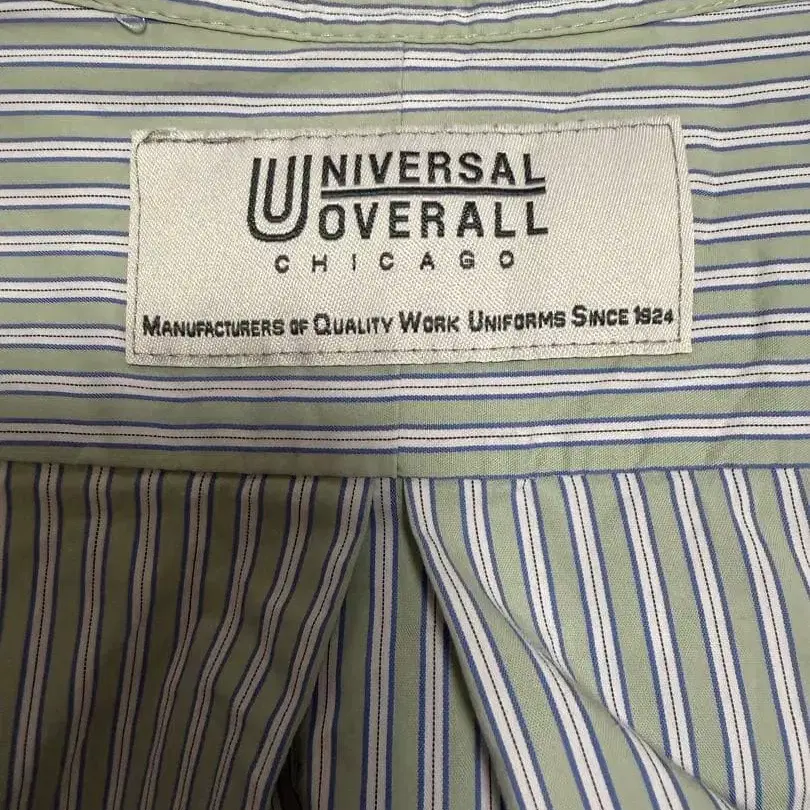 UNIVERSAL
OVERALL
CHICAGO
MANUFACTURERS OF QUALITY WORK UNIFORMS SINCE 1924